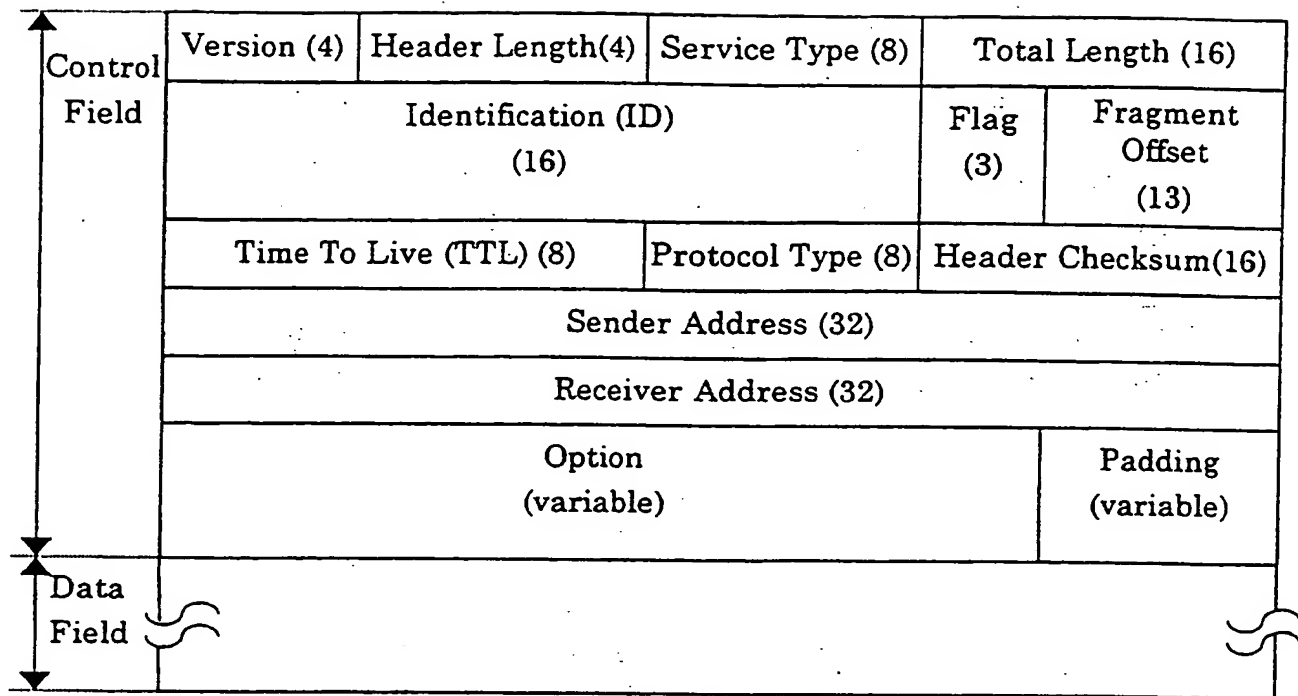 Control
Field
Version (4)
Header Length(4)
Service Type (8)
Total Length (16)
Identification (ID)
(16)
Flag
(3)
Fragment
Offset
(13)
Time To Live (TTL) (8)
Protocol Type (8)
Header Checksum(16)
Sender Address (32)
Receiver Address (32)
Option
(variable)
Padding
(variable)
Data
Field